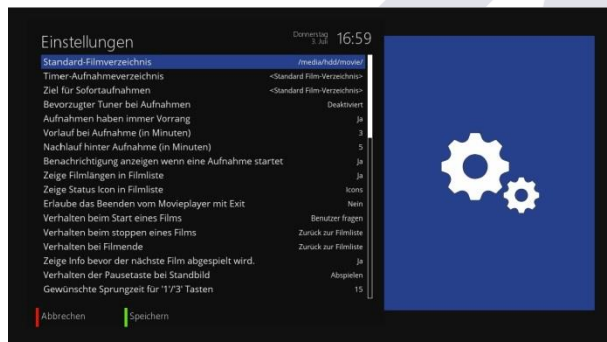 Einstellungen
Donnerstag
3. Juli
16:59
Standard-Filmverzeichnis /media/hdd/movie/
Timer-Aufnahmeverzeichnis <Standard Film-Verzeichnis>
Ziel für Sofortaufnahmen <Standard Film-Verzeichnis>
Bevorzugter Tuner bei Aufnahmen Deaktiviert
Aufnahmen haben immer Vorrang Ja
Vorlauf bei Aufnahme (in Minuten) 3
Nachlauf hinter Aufnahme (in Minuten) 5
Benachrichtigung anzeigen wenn eine Aufnahme startet Ja
Zeige Filmlängen in Filmliste Ja
Zeige Status Icon in Filmliste Icons
Erlaube das Beenden vom Movieplayer mit Exit Nein
Verhalten beim Start eines Films Benutzer fragen
Verhalten beim stoppen eines Films Zurück zur Filmliste
Verhalten bei Filmende Zurück zur Filmliste
Zeige Info bevor der nächste Film abgespielt wird. Ja
Verhalten der Pausetaste bei Standbild Abspielen
Gewünschte Sprungzeit für '1'/'3' Tasten 15
Abbrechen Speichern